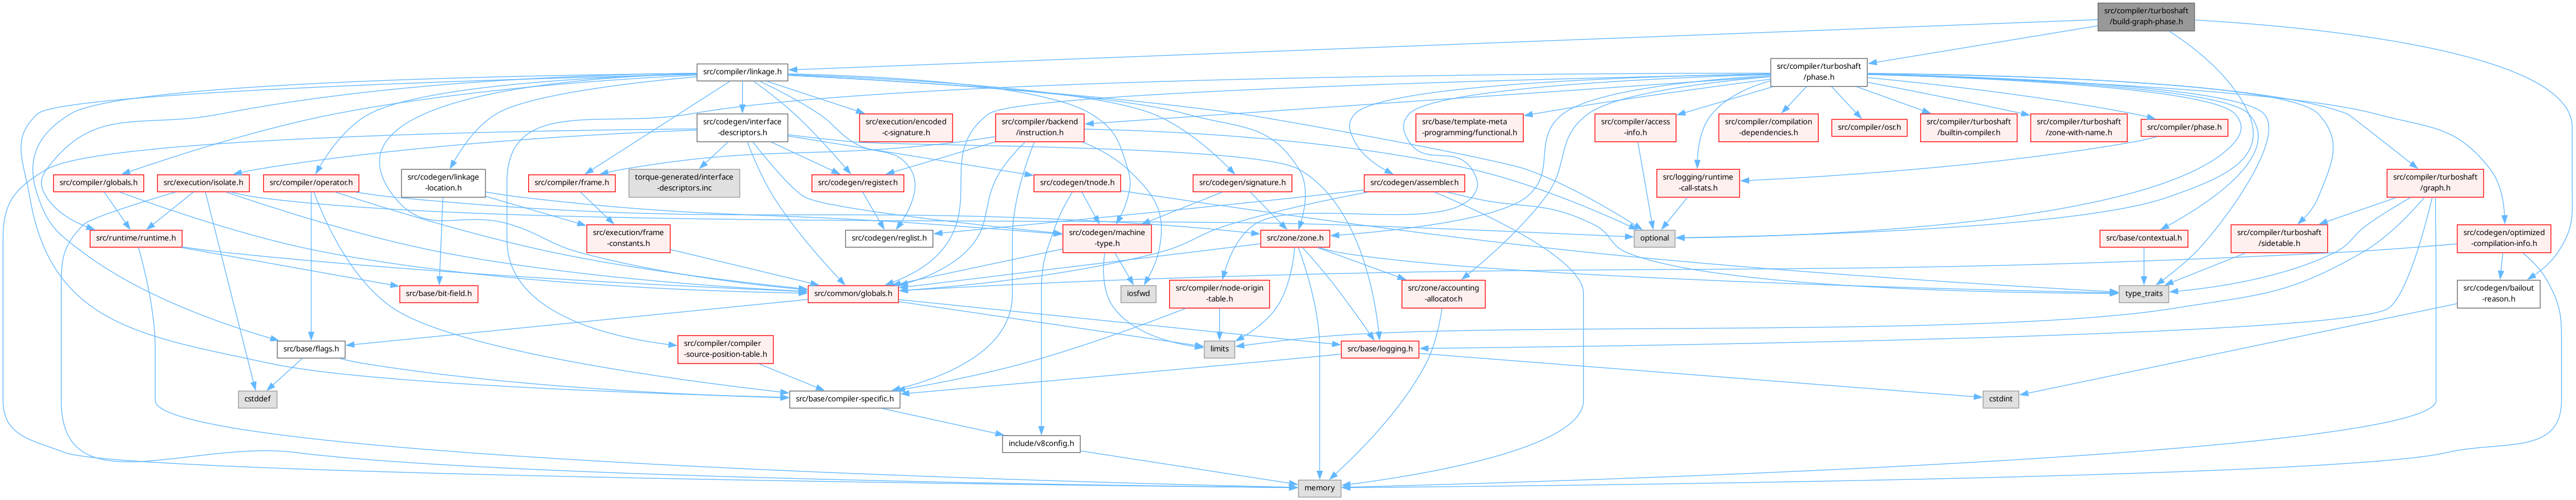 src/compiler/turboshaft
/build-graph-phase.h
src/compiler/linkage.h
src/compiler/turboshaft
/phase.h
src/codegen/interface
-descriptors.h
src/execution/encoded
-c-signature.h
src/compiler/backend
/instruction.h
src/base/template-meta
-programming/functional.h
src/compiler/access
-info.h
src/compiler/compilation
-dependencies.h
src/compiler/osr.h
src/compiler/turboshaft
/builtin-compiler.h
src/compiler/turboshaft
/zone-with-name.h
src/compiler/phase.h
src/compiler/globals.h
src/execution/isolate.h
src/compiler/operator.h
src/codegen/linkage
-location.h
src/compiler/frame.h
torque-generated/interface
-descriptors.inc
src/codegen/register.h
src/codegen/tnode.h
src/codegen/signature.h
src/codegen/assembler.h
src/logging/runtime
-call-stats.h
src/compiler/turboshaft
/graph.h
src/runtime/runtime.h
src/execution/frame
-constants.h
src/codegen/reglist.h
src/codegen/machine
-type.h
src/zone/zone.h
optional
src/base/contextual.h
src/compiler/turboshaft
/sidetable.h
src/codegen/optimized
-compilation-info.h
src/base/bit-field.h
src/common/globals.h
iosfwd
src/compiler/node-origin
-table.h
src/zone/accounting
-allocator.h
type_traits
src/codegen/bailout
-reason.h
src/base/flags.h
src/compiler/compiler
-source-position-table.h
limits
src/base/logging.h
cstddef
src/base/compiler-specific.h
cstdint
include/v8config.h
memory